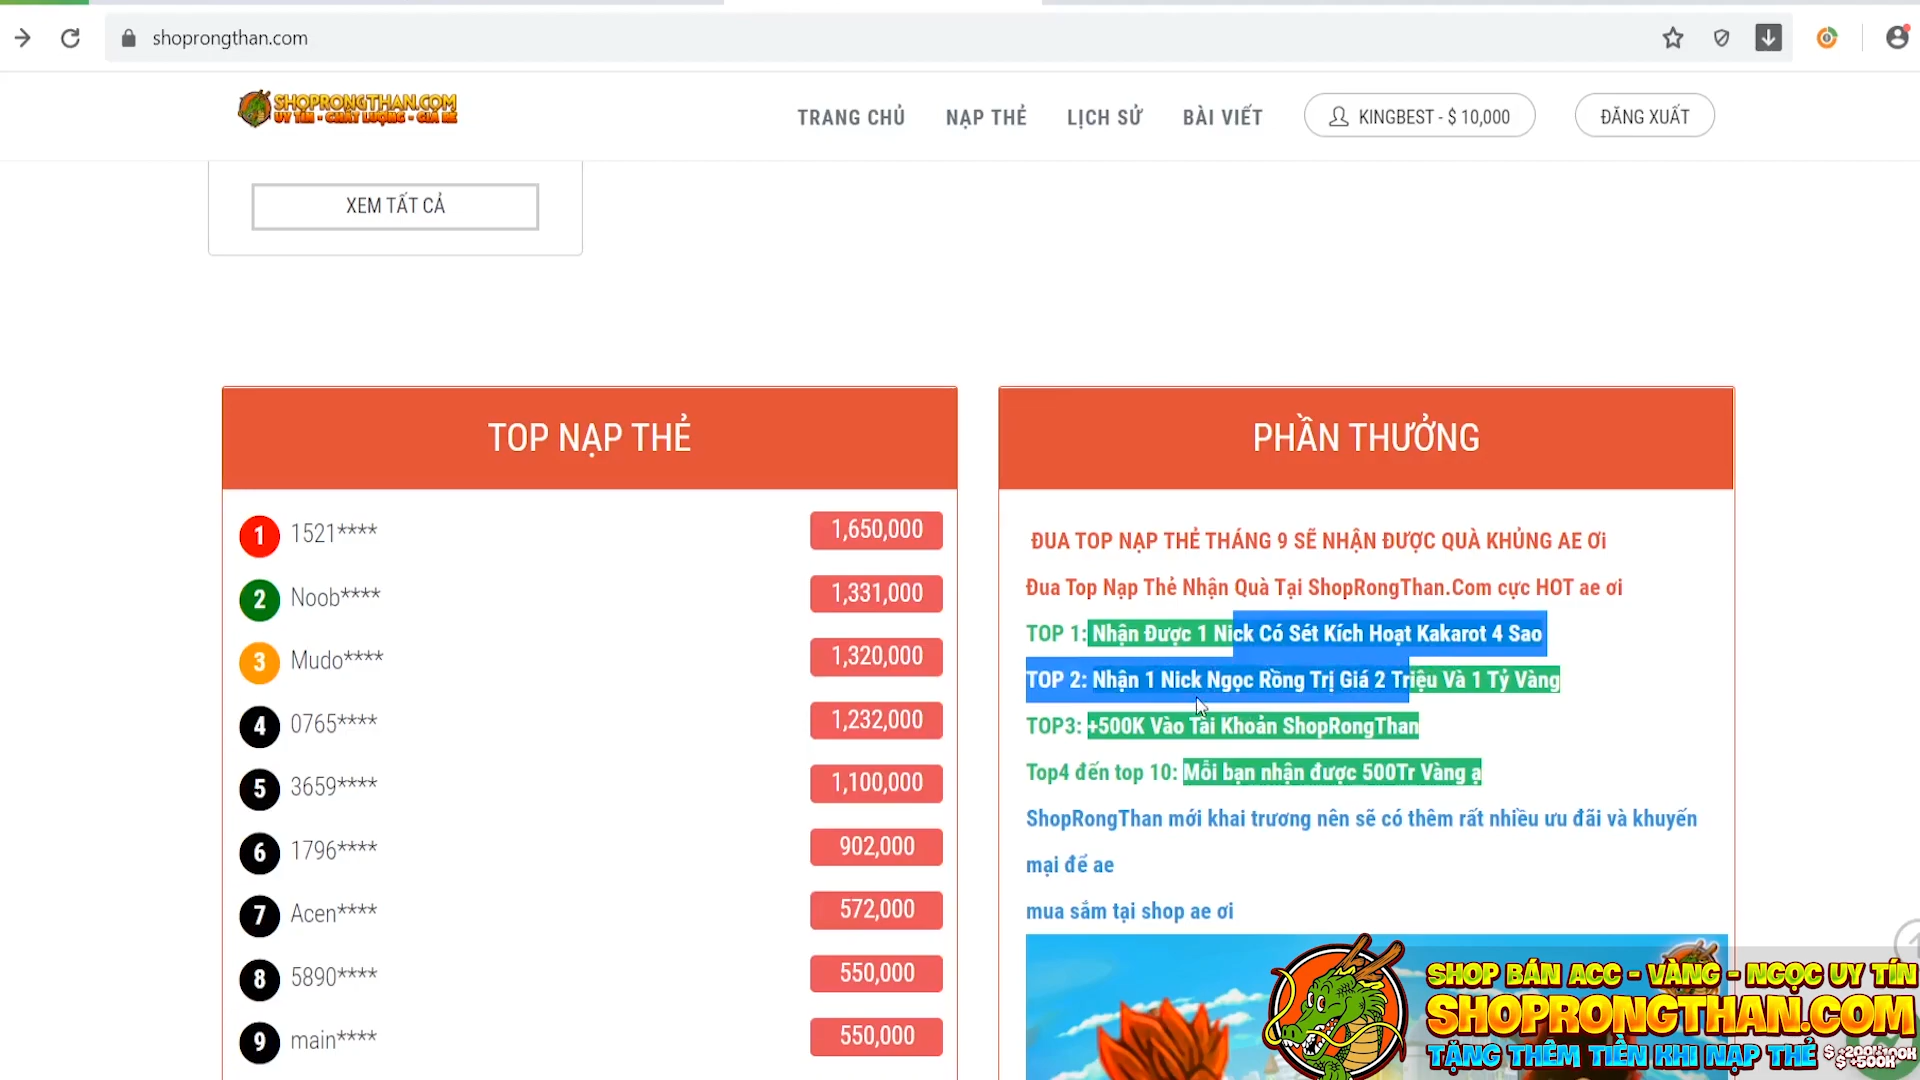 shoprongthan.com
SHOPRONGTHAN.COM
UY TÍN - CHẤT LƯỢNG - GIÁ RẺ
TRANG CHỦ
NẠP THẺ
LỊCH SỬ
BÀI VIẾT
KINGBEST - $ 10,000
ĐĂNG XUẤT
XEM TẤT CẢ
TOP NẠP THẺ
1 1521**** 1,650,000
2 Noob**** 1,331,000
3 Mudo**** 1,320,000
4 0765**** 1,232,000
5 3659**** 1,100,000
6 1796**** 902,000
7 Acen**** 572,000
8 5890**** 550,000
9 main**** 550,000
PHẦN THƯỞNG
ĐUA TOP NẠP THẺ THÁNG 9 SẼ NHẬN ĐƯỢC QUÀ KHỦNG AE ƠI
Đua Top Nạp Thẻ Nhận Quà Tại ShopRongThan.Com cực HOT ae ơi
TOP 1: Nhận Được 1 Nick Có Sét Kích Hoạt Kakarot 4 Sao
TOP 2: Nhận 1 Nick Ngọc Rồng Trị Giá 2 Triệu Và 1 Tỷ Vàng
TOP3: +500K Vào Tài Khoản ShopRongThan
Top4 đến top 10: Mỗi bạn nhận được 500Tr Vàng ạ
ShopRongThan mới khai trương nên sẽ có thêm rất nhiều ưu đãi và khuyến
mại để ae
mua sắm tại shop ae ơi
SHOP BÁN ACC - VÀNG - NGỌC UY TÍN
SHOPRONGTHAN.COM
TẶNG THÊM TIỀN KHI NẠP THẺ